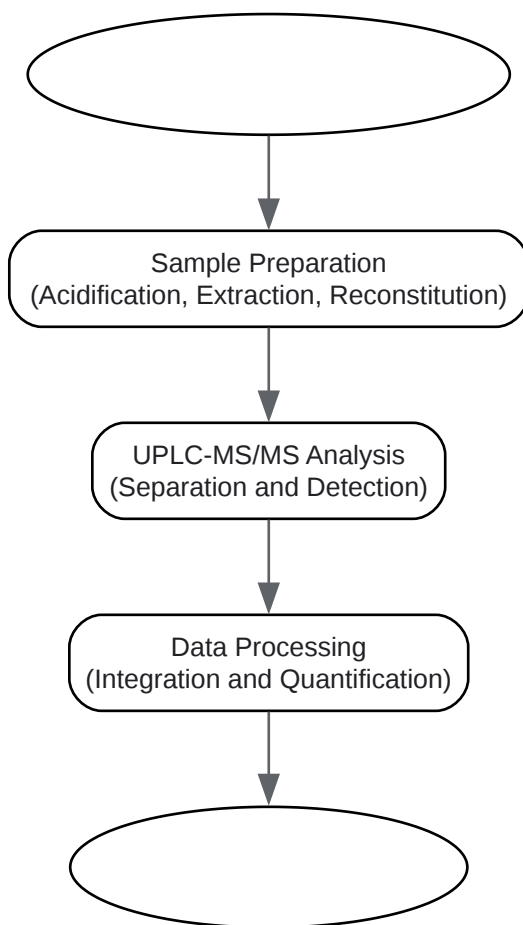 Sample Preparation
(Acidification, Extraction, Reconstitution)
UPLC-MS/MS Analysis
(Separation and Detection)
Data Processing
(Integration and Quantification)